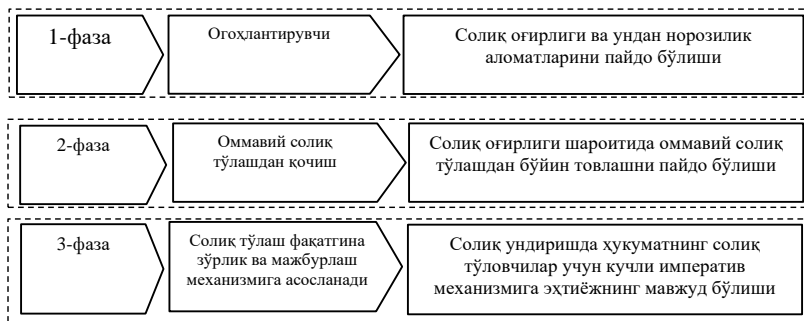 1-фаза
Огоҳлантирувчи
Солиқ оғирлиги ва ундан норозилик
аломатларини пайдо бўлиши
2-фаза
Оммавий солиқ
тўлашдан қочиш
Солиқ оғирлиги шароитида оммавий солиқ
тўлашдан бўйин товлашни пайдо бўлиши
3-фаза
Солиқ тўлаш фақатгина
зўрлик ва мажбурлаш
механизмига асосланади
Солиқ ундиришда ҳукуматнинг солиқ
тўловчилар учун кучли императив
механизмига эҳтиёжнинг мавжуд бўлиши